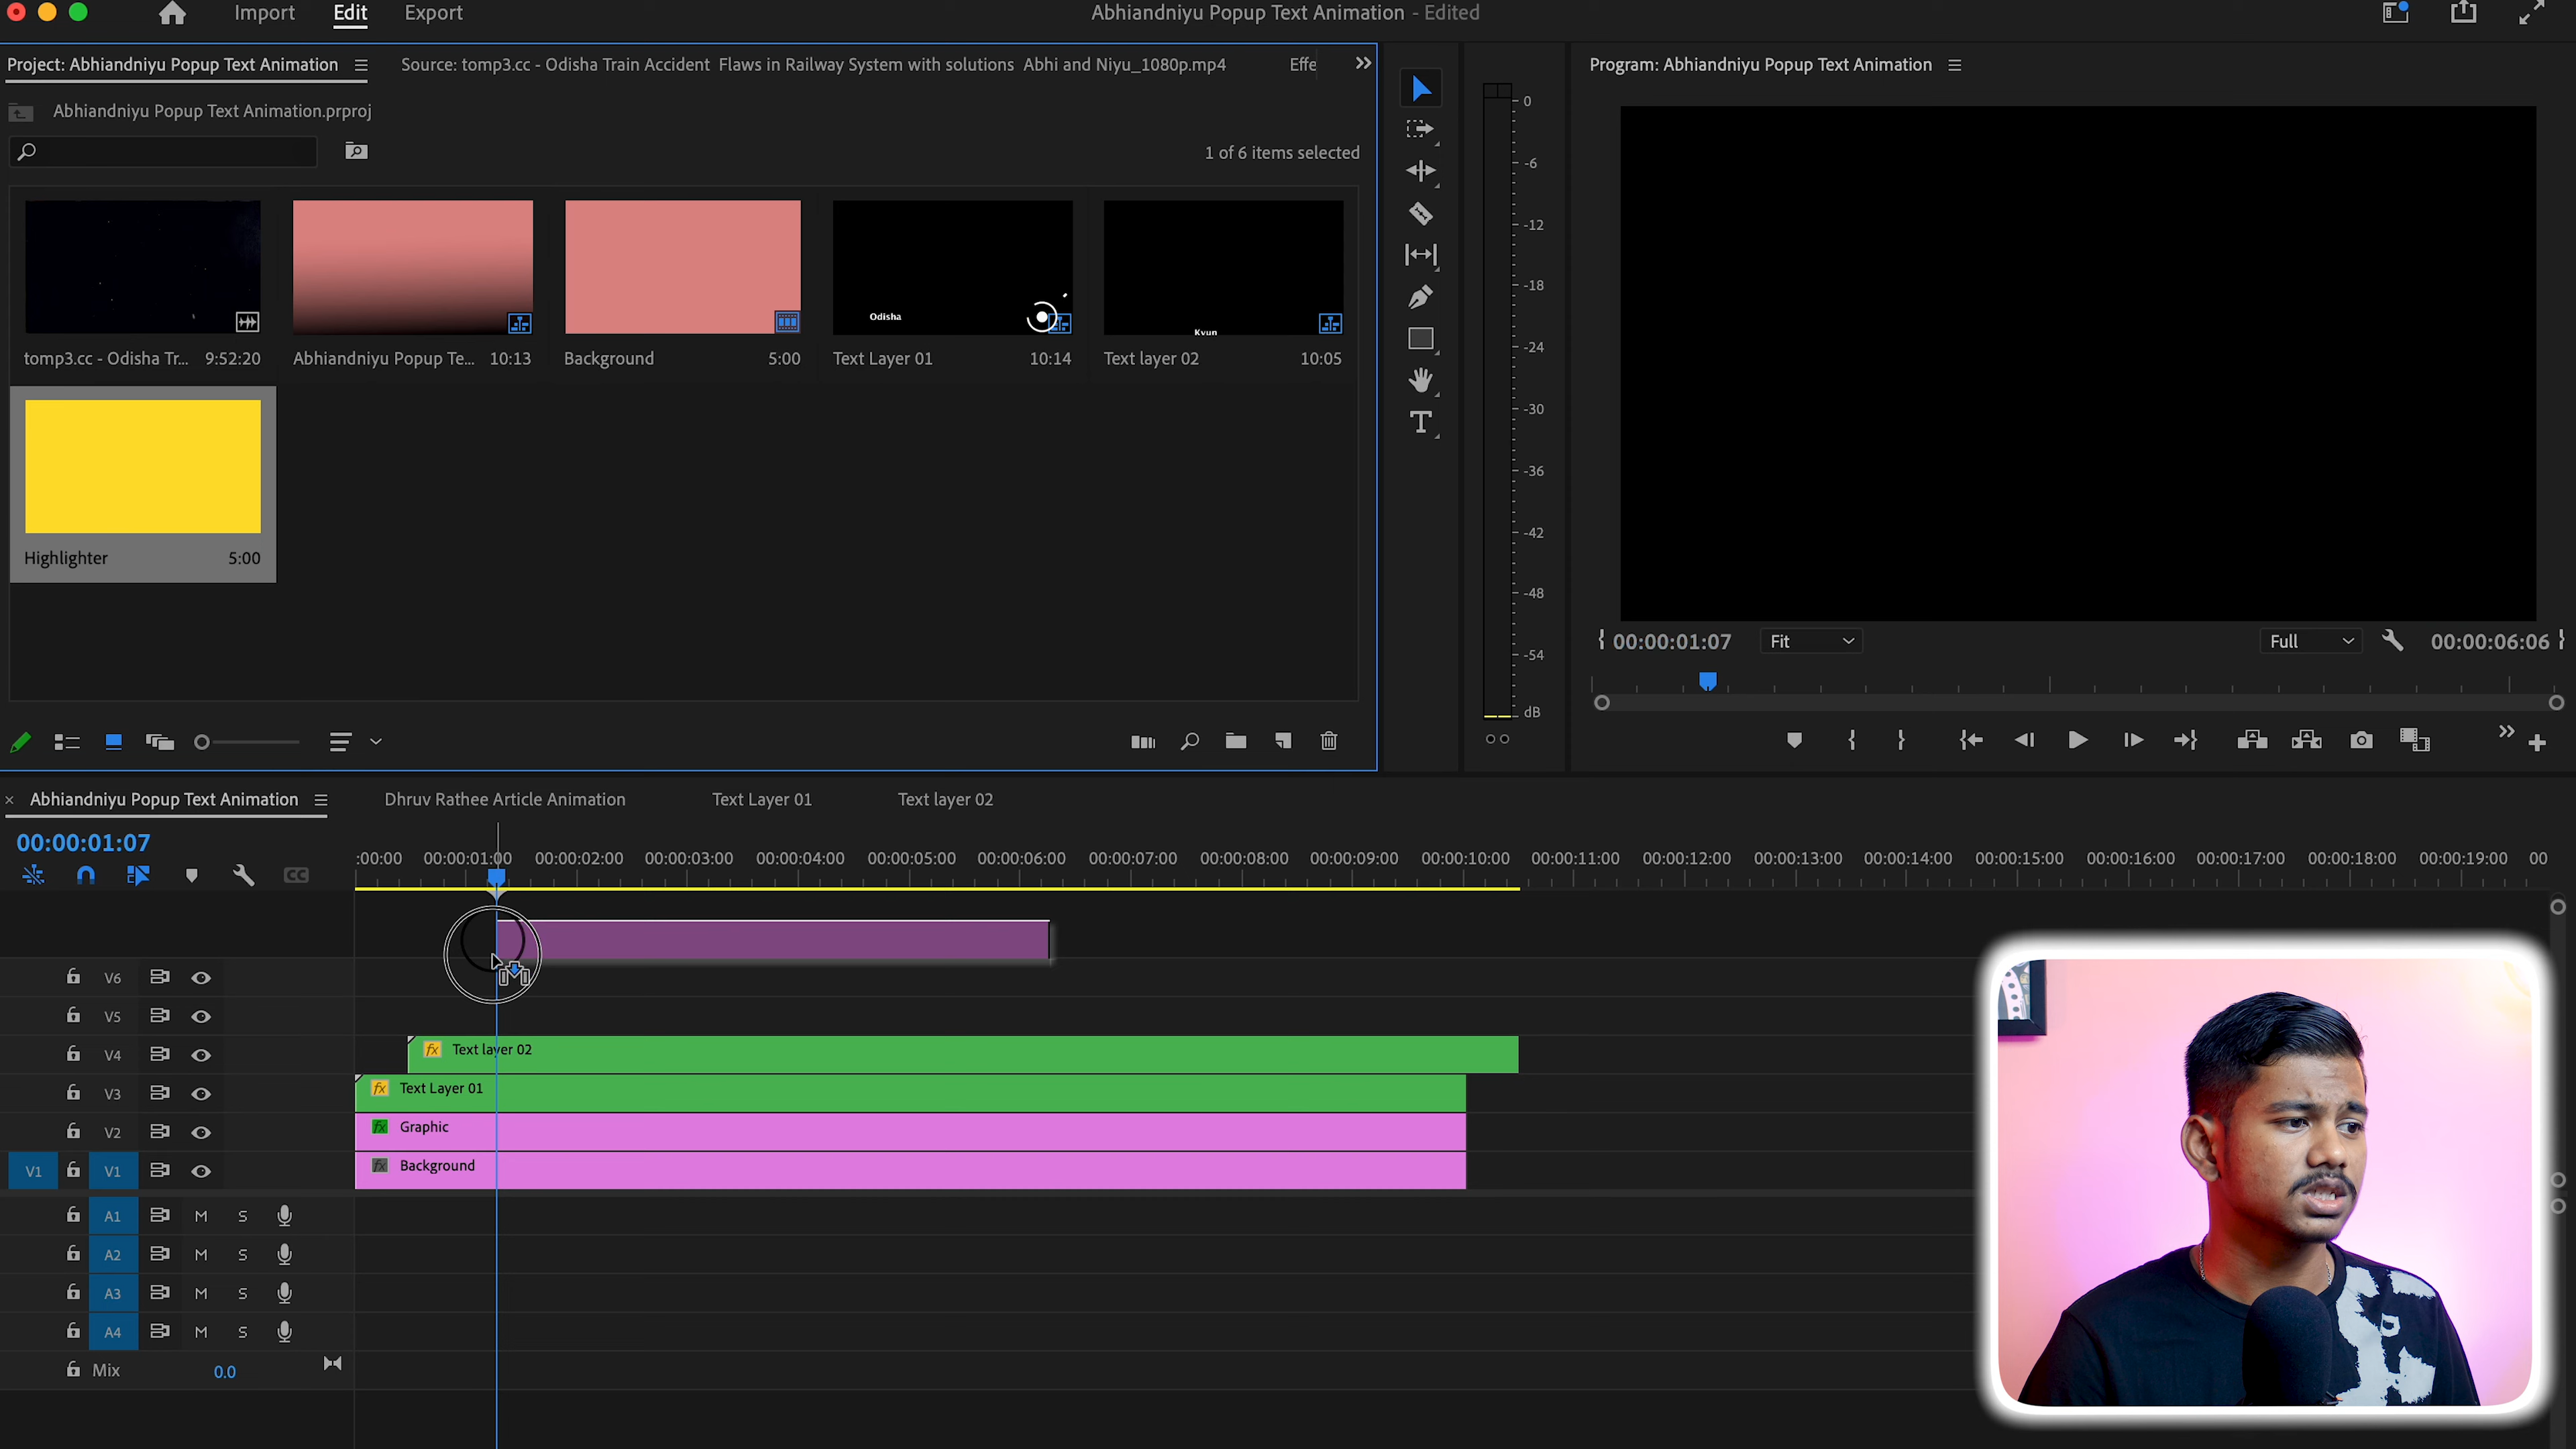 Import Edit Export
Abhiandniyu Popup Text Animation - Edited
Project: Abhiandniyu Popup Text Animation
Source: tomp3.cc - Odisha Train Accident Flaws in Railway System with solutions Abhi and Niyu_1080p.mp4
Effe
Program: Abhiandniyu Popup Text Animation
Abhiandniyu Popup Text Animation.prproj
1 of 6 items selected
Odisha
Kyun
tomp3.cc - Odisha Tr... 9:52:20
Abhiandniyu Popup Te... 10:13
Background 5:00
Text Layer 01 10:14
Text layer 02 10:05
Highlighter 5:00
0
-6
-12
-18
-24
-30
-36
-42
-48
-54
dB
00:00:01:07 Fit Full 00:00:06:06
Abhiandniyu Popup Text Animation Dhruv Rathee Article Animation Text Layer 01 Text layer 02
00:00:01:07
:00:00 00:00:01:00 00:00:02:00 00:00:03:00 00:00:04:00 00:00:05:00 00:00:06:00 00:00:07:00 00:00:08:00 00:00:09:00 00:00:10:00 00:00:11:00 00:00:12:00 00:00:13:00 00:00:14:00 00:00:15:00 00:00:16:00 00:00:17:00 00:00:18:00 00:00:19:00 00
CC
V6
V5
V4 fx Text layer 02
V3 fx Text Layer 01
V2 fx Graphic
V1 V1 fx Background
A1 M S
A2 M S
A3 M S
A4 M S
Mix 0.0